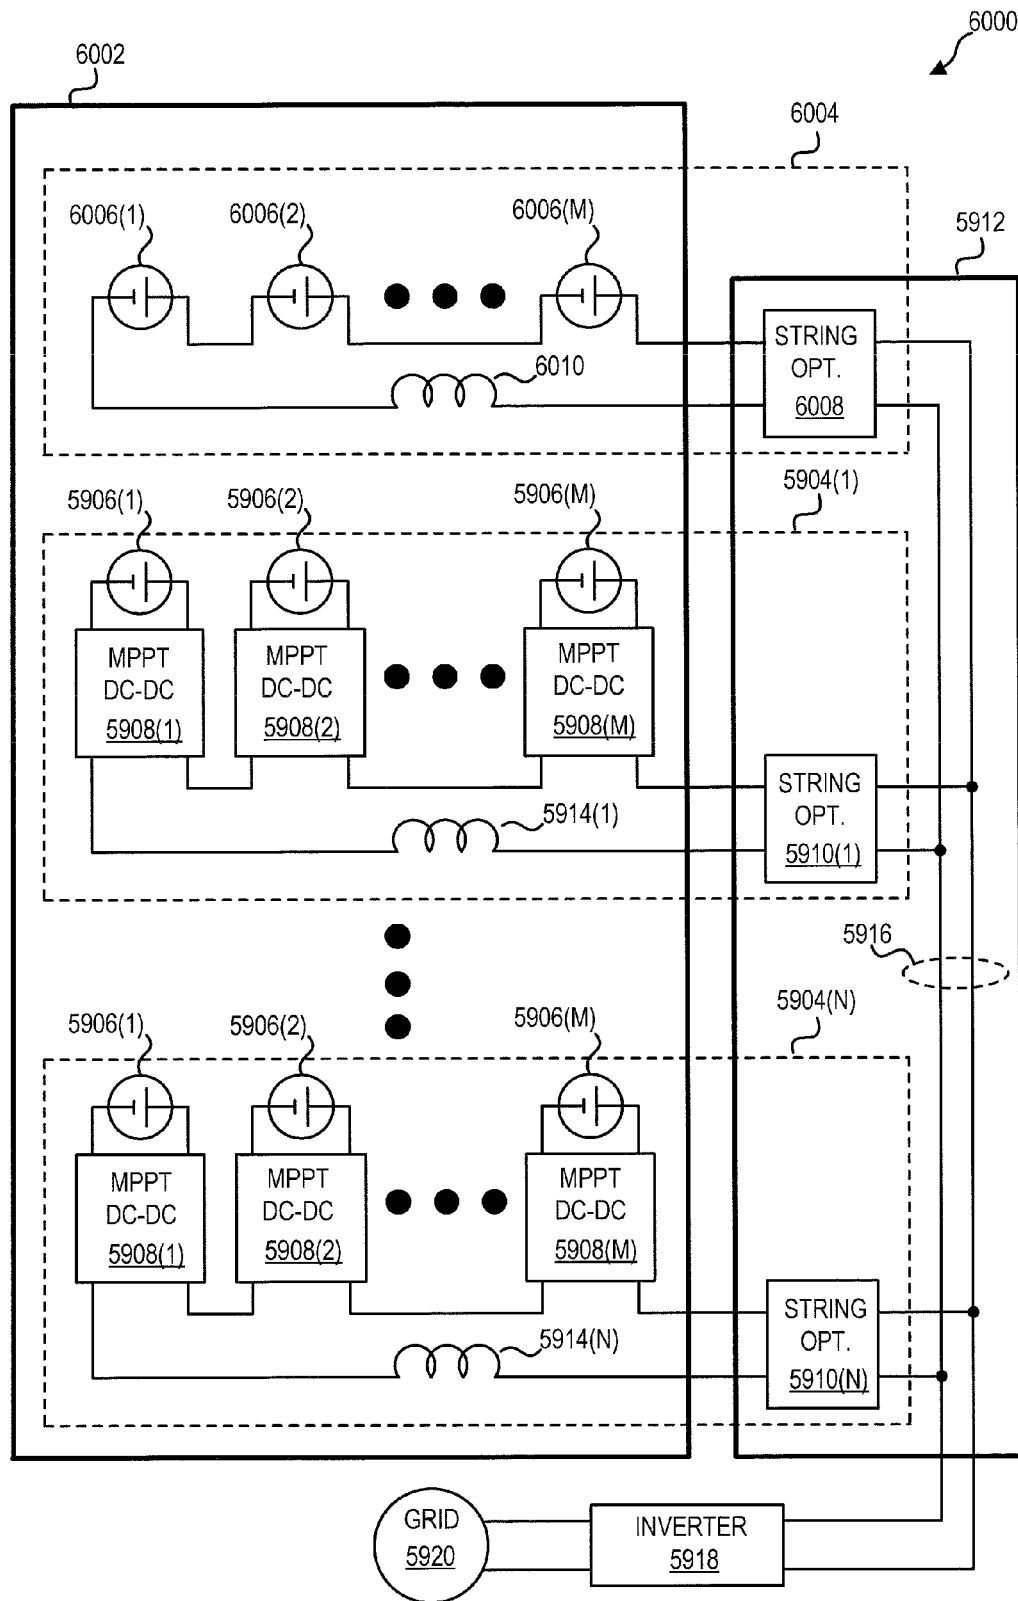 6000
6002
6004
6006(1)
6006(2)
6006(M)
5912
STRING
OPT.
6008
6010
5904(1)
5906(1)
5906(2)
5906(M)
MPPT
DC-DC
5908(1)
MPPT
DC-DC
5908(2)
MPPT
DC-DC
5908(M)
STRING
OPT.
5910(1)
5914(1)
5916
5904(N)
5906(1)
5906(2)
5906(M)
MPPT
DC-DC
5908(1)
MPPT
DC-DC
5908(2)
MPPT
DC-DC
5908(M)
STRING
OPT.
5910(N)
5914(N)
GRID
5920
INVERTER
5918